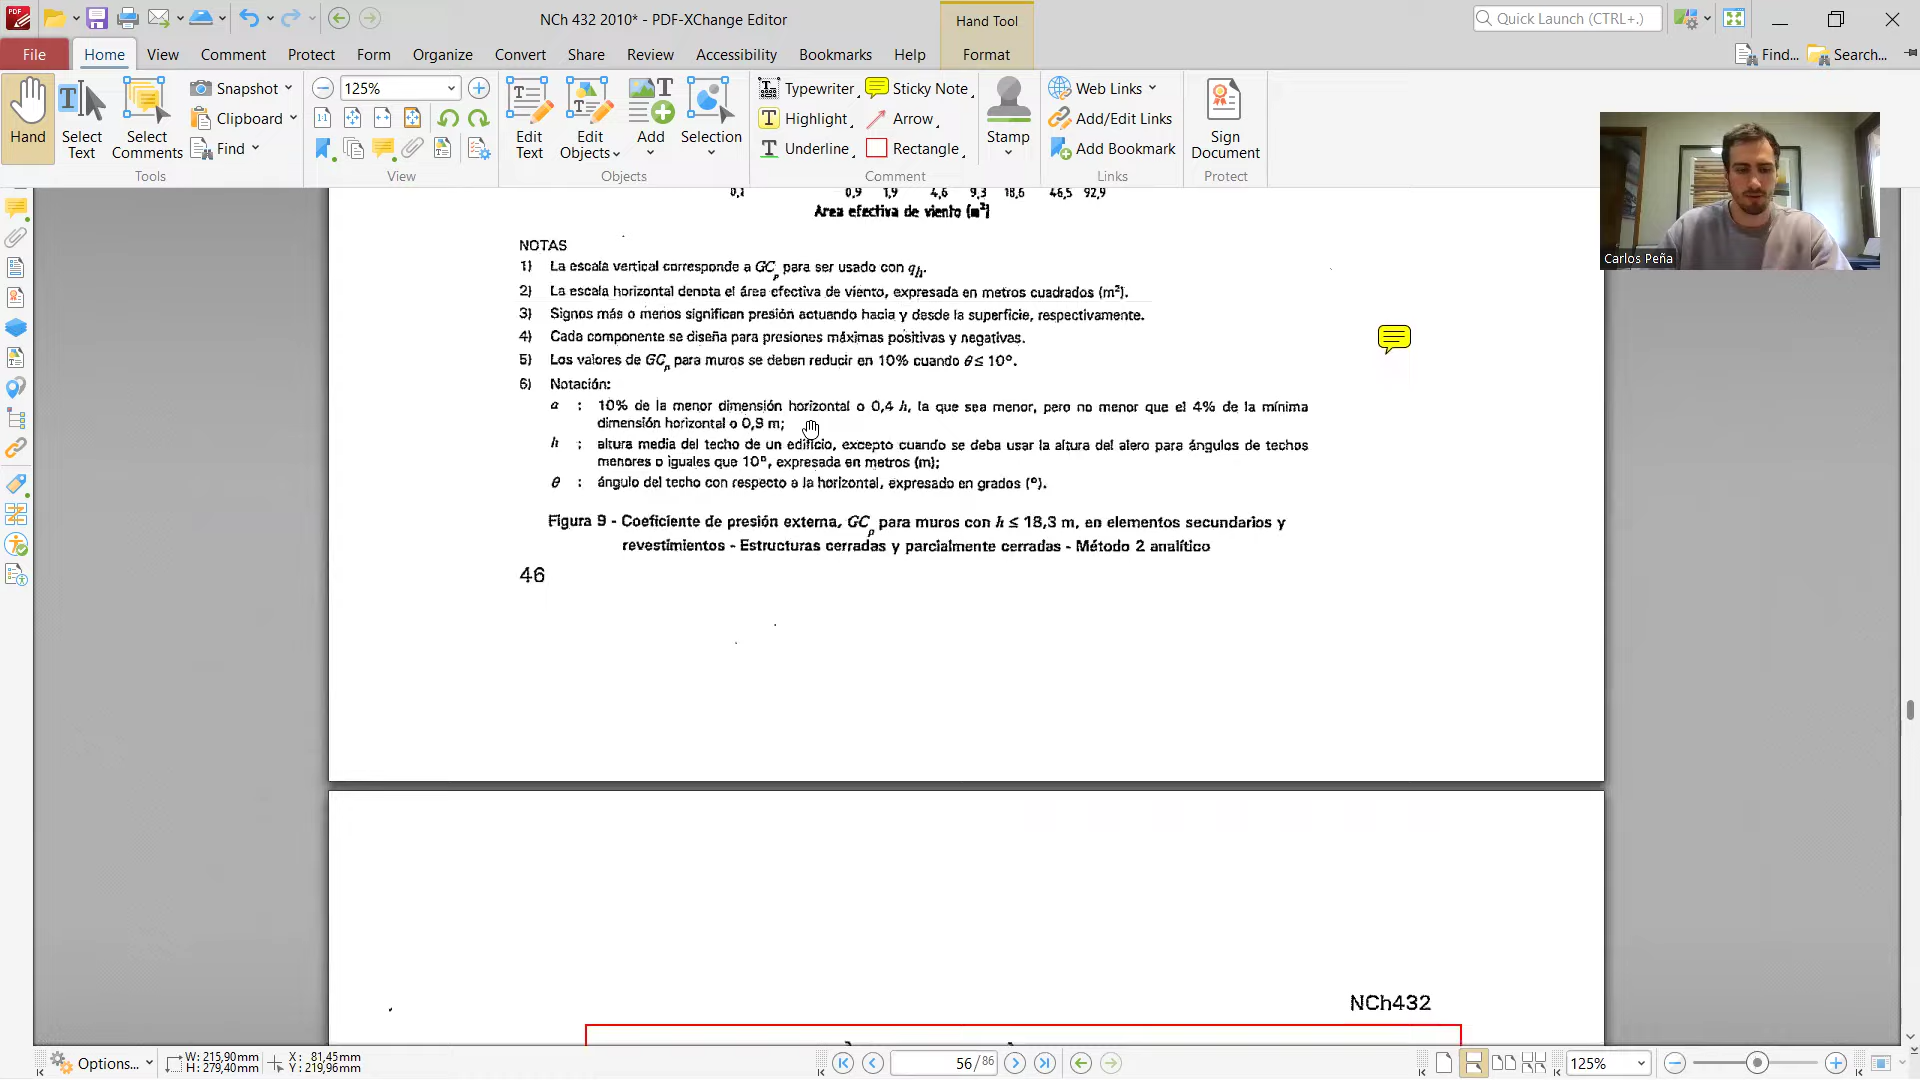 NCh 432 2010* - PDF-XChange Editor
Hand Tool
Quick Launch (CTRL+.)
File
Home
View
Comment
Protect
Form
Organize
Convert
Share
Review
Accessibility
Bookmarks
Help
Format
Find...
Search...
Hand
Select Text
Select Comments
Snapshot
Clipboard
Find
Tools
125%
View
Edit Text
Edit Objects
Add
Selection
Objects
Typewriter
Sticky Note
Highlight
Arrow
Underline
Rectangle
Stamp
Comment
Web Links
Add/Edit Links
Add Bookmark
Links
Sign Document
Protect
Carlos Peña
0,1 0,9 1,9 4,6 9,3 18,6 46,5 92,9
Area efectiva de viento (m²)
NOTAS
1) La escala vertical corresponde a GCp para ser usado con qh.
2) La escala horizontal denota el área efectiva de viento, expresada en metros cuadrados (m²).
3) Signos más o menos significan presión actuando hacia y desde la superficie, respectivamente.
4) Cada componente se diseña para presiones máximas positivas y negativas.
5) Los valores de GCp para muros se deben reducir en 10% cuando θ ≤ 10°.
6) Notación:
a : 10% de la menor dimensión horizontal o 0,4 h, la que sea menor, pero no menor que el 4% de la mínima
dimensión horizontal o 0,9 m;
h : altura media del techo de un edificio, excepto cuando se deba usar la altura del alero para ángulos de techos
menores o iguales que 10°, expresada en metros (m);
θ : ángulo del techo con respecto a la horizontal, expresado en grados (°).
Figura 9 - Coeficiente de presión externa, GCp para muros con h ≤ 18,3 m, en elementos secundarios y
revestimientos - Estructuras cerradas y parcialmente cerradas - Método 2 analítico
46
NCh432
Options...
W: 215,90mm
H: 279,40mm
X: 81,45mm
Y: 219,96mm
56 / 86
125%